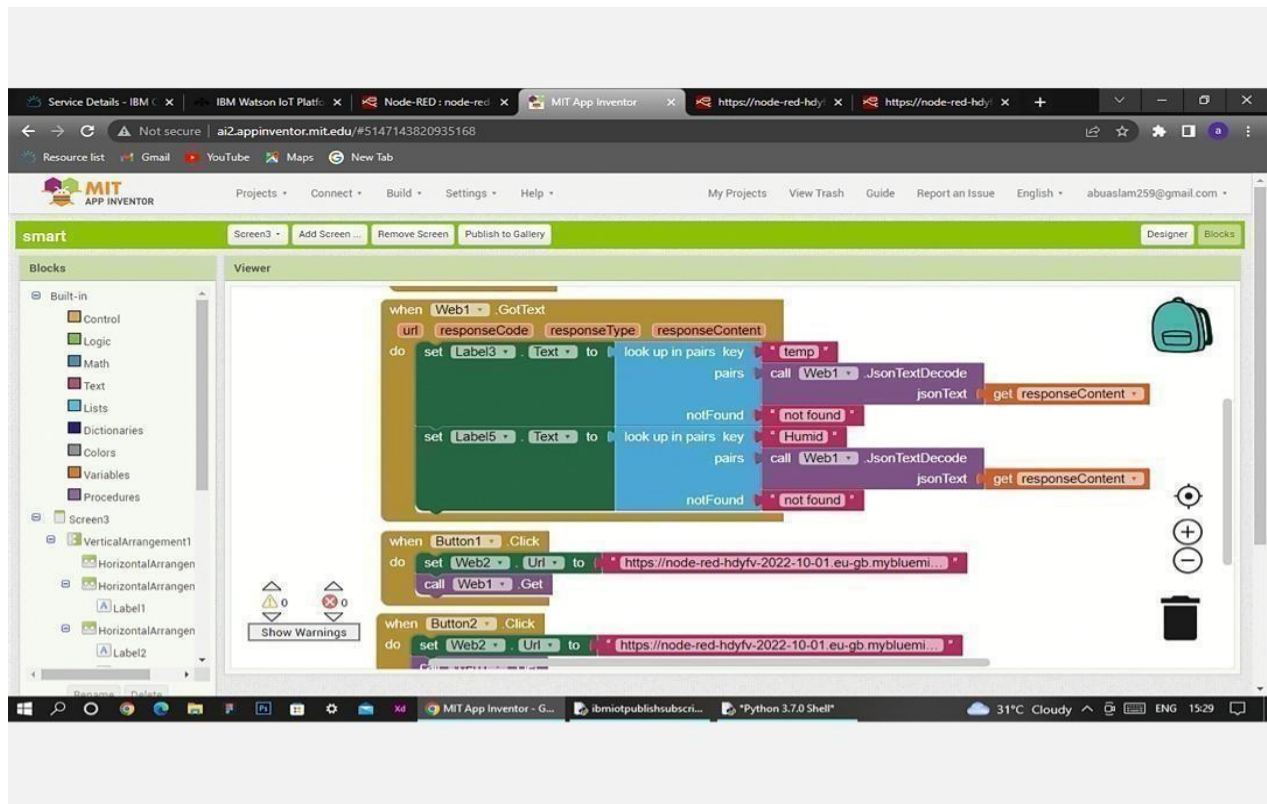 Service Details - IBM C × IBM Watson IoT Platfo × Node-RED : node-red × MIT App Inventor × https://node-red-hdyf × https://node-red-hdyf × +
Not secure | ai2.appinventor.mit.edu/#5147143820935168
Resource list Gmail YouTube Maps New Tab
MIT APP INVENTOR Projects Connect Build Settings Help My Projects View Trash Guide Report an Issue English abuaslam259@gmail.com
smart Screen3 Add Screen ... Remove Screen Publish to Gallery Designer Blocks
Blocks Viewer
Built-in
Control
Logic
Math
Text
Lists
Dictionaries
Colors
Variables
Procedures
Screen3
VerticalArrangement1
HorizontalArrangen
HorizontalArrangen
Label1
HorizontalArrangen
Label2
Rename Delete
when Web1 .GotText
url responseCode responseType responseContent
do set Label3 . Text to look up in pairs key " temp "
pairs call Web1 .JsonTextDecode
jsonText get responseContent
notFound " not found "
set Label5 . Text to look up in pairs key " Humid "
pairs call Web1 .JsonTextDecode
jsonText get responseContent
notFound " not found "
when Button1 .Click
do set Web2 . Url to " https://node-red-hdyfv-2022-10-01.eu-gb.mybluemi... "
call Web1 .Get
when Button2 .Click
do set Web2 . Url to " https://node-red-hdyfv-2022-10-01.eu-gb.mybluemi... "
0 0
Show Warnings
MIT App Inventor - G... ibmiotpublishsubscri... *Python 3.7.0 Shell* 31°C Cloudy ENG 15:29